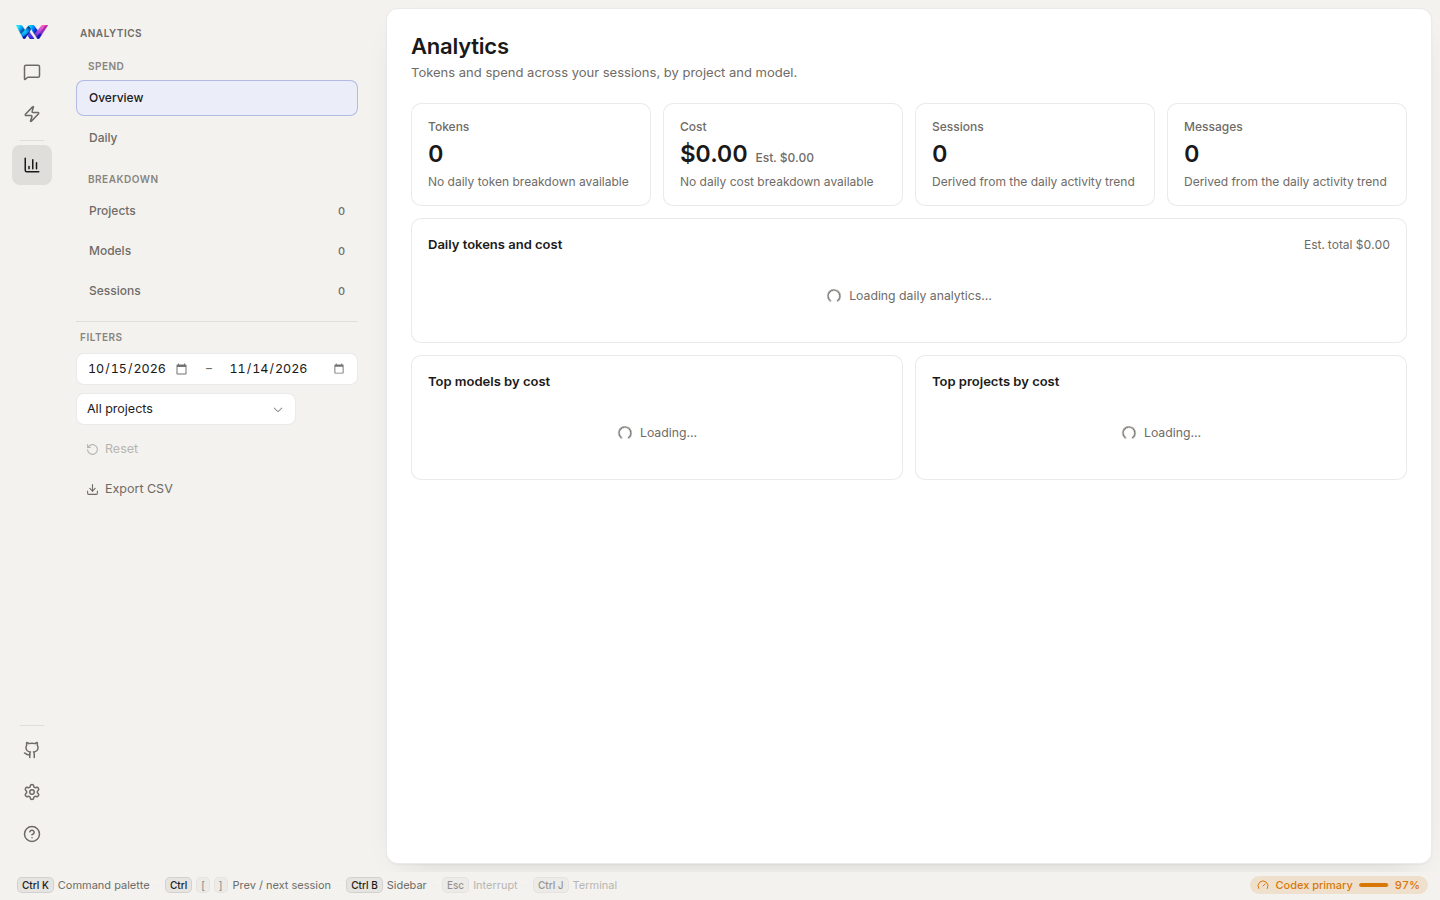 ANALYTICS
SPEND
Overview
Daily
BREAKDOWN
Projects 0
Models 0
Sessions 0
FILTERS
10/15/2026 – 11/14/2026
All projects
Reset
Export CSV
Analytics
Tokens and spend across your sessions, by project and model.
Tokens
0
No daily token breakdown available
Cost
$0.00 Est. $0.00
No daily cost breakdown available
Sessions
0
Derived from the daily activity trend
Messages
0
Derived from the daily activity trend
Daily tokens and cost
Est. total $0.00
Loading daily analytics...
Top models by cost
Loading...
Top projects by cost
Loading...
Ctrl K Command palette Ctrl [ ] Prev / next session Ctrl B Sidebar Esc Interrupt Ctrl J Terminal
Codex primary 97%